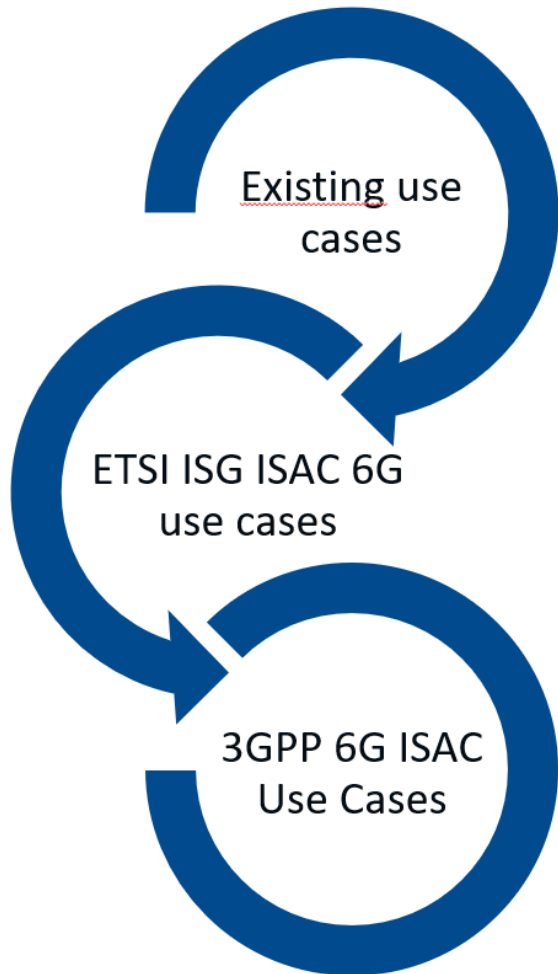 Existing use
cases
ETSI ISG ISAC 6G
use cases
3GPP 6G ISAC
Use Cases